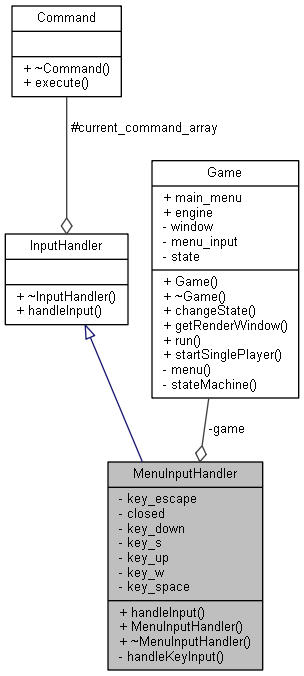 Command
+ ~Command()
+ execute()
#current_command_array
Game
+ main_menu
+ engine
- window
- menu_input
- state
+ Game()
+ ~Game()
+ changeState()
+ getRenderWindow()
+ run()
+ startSinglePlayer()
- menu()
- stateMachine()
InputHandler
+ ~InputHandler()
+ handleInput()
-game
MenuInputHandler
- key_escape
- closed
- key_down
- key_s
- key_up
- key_w
- key_space
+ handleInput()
+ MenuInputHandler()
+ ~MenuInputHandler()
- handleKeyInput()